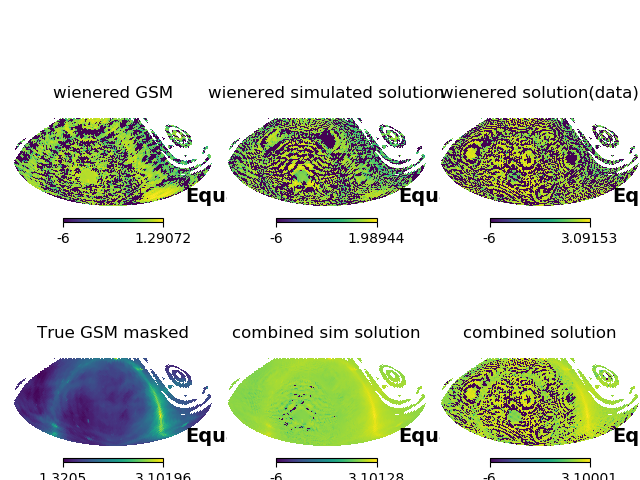 wienered GSM
wienered simulated solution
wienered solution(data)
Equ
Equ
Eq
-6 1.29072
-6 1.98944
-6 3.09153
True GSM masked
combined sim solution
combined solution
Equ
Equ
Eq
1.3205 3.10196
-6 3.10128
-6 3.10001